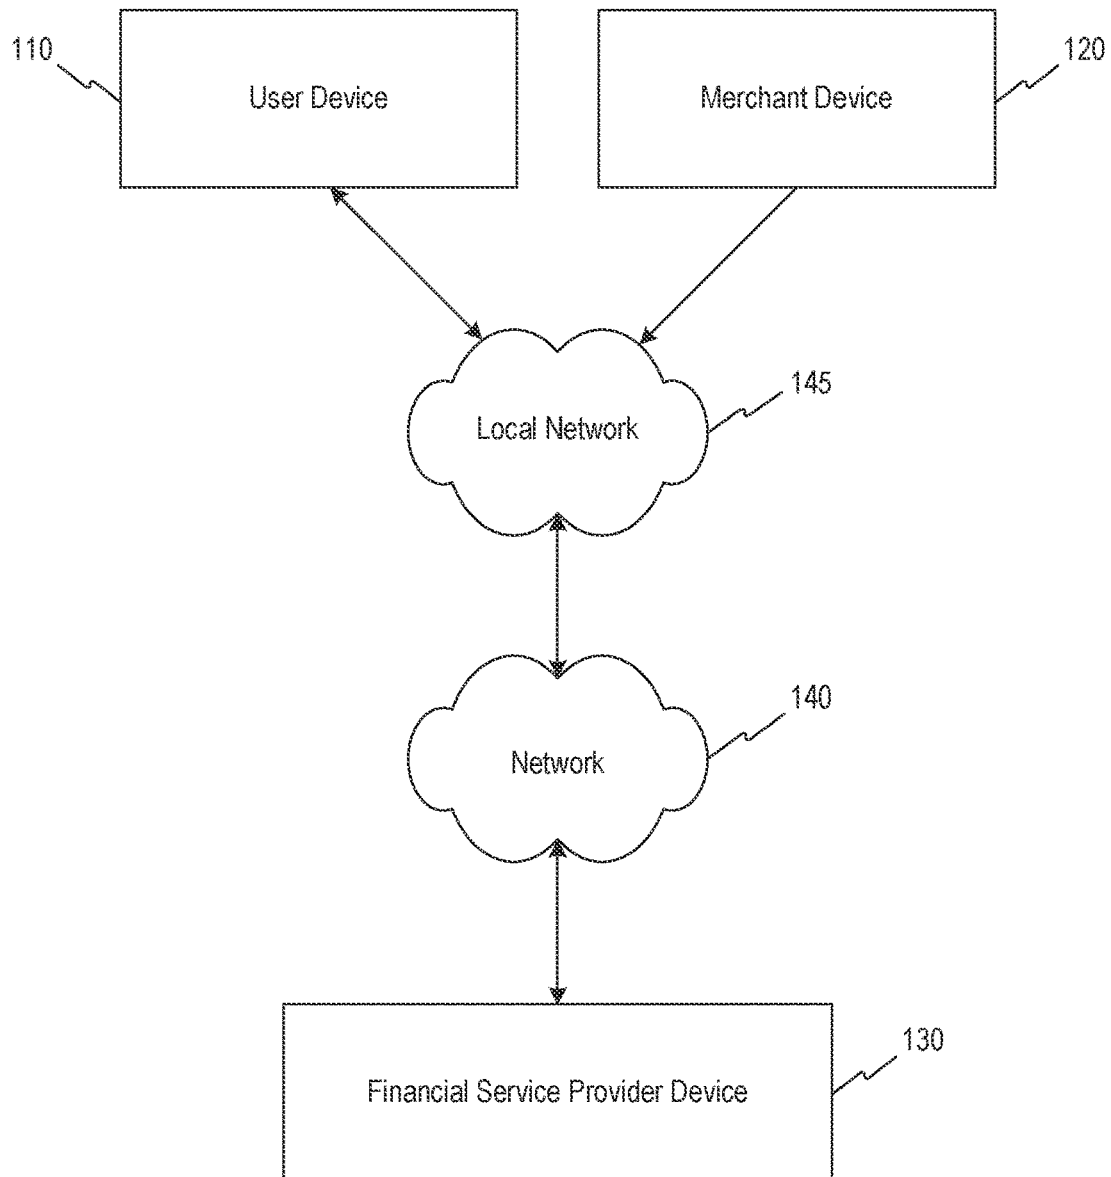 110
User Device
Merchant Device
120
Local Network
145
Network
140
Financial Service Provider Device
130